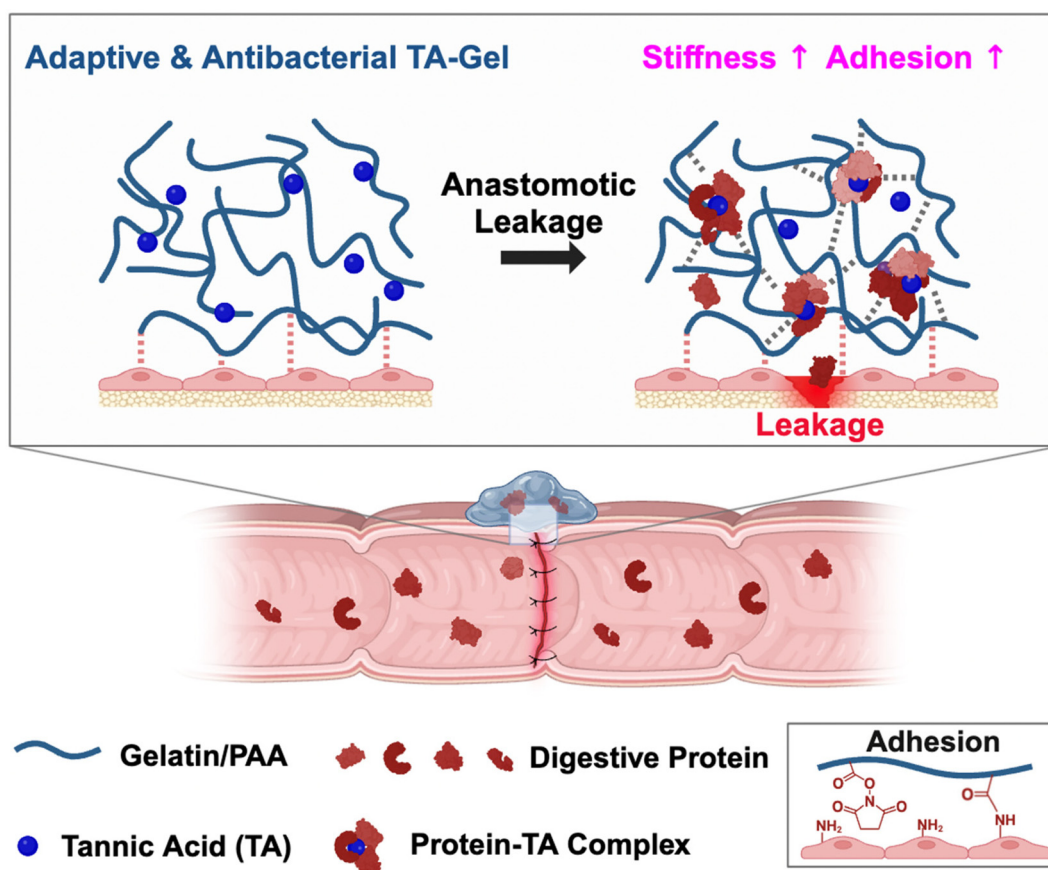 Adaptive & Antibacterial TA-Gel
Stiffness ↑ Adhesion ↑
Anastomotic
Leakage
Leakage
Gelatin/PAA
Digestive Protein
Tannic Acid (TA)
Protein-TA Complex
Adhesion
O
O
O
N
O
O
NH
NH₂
NH₂